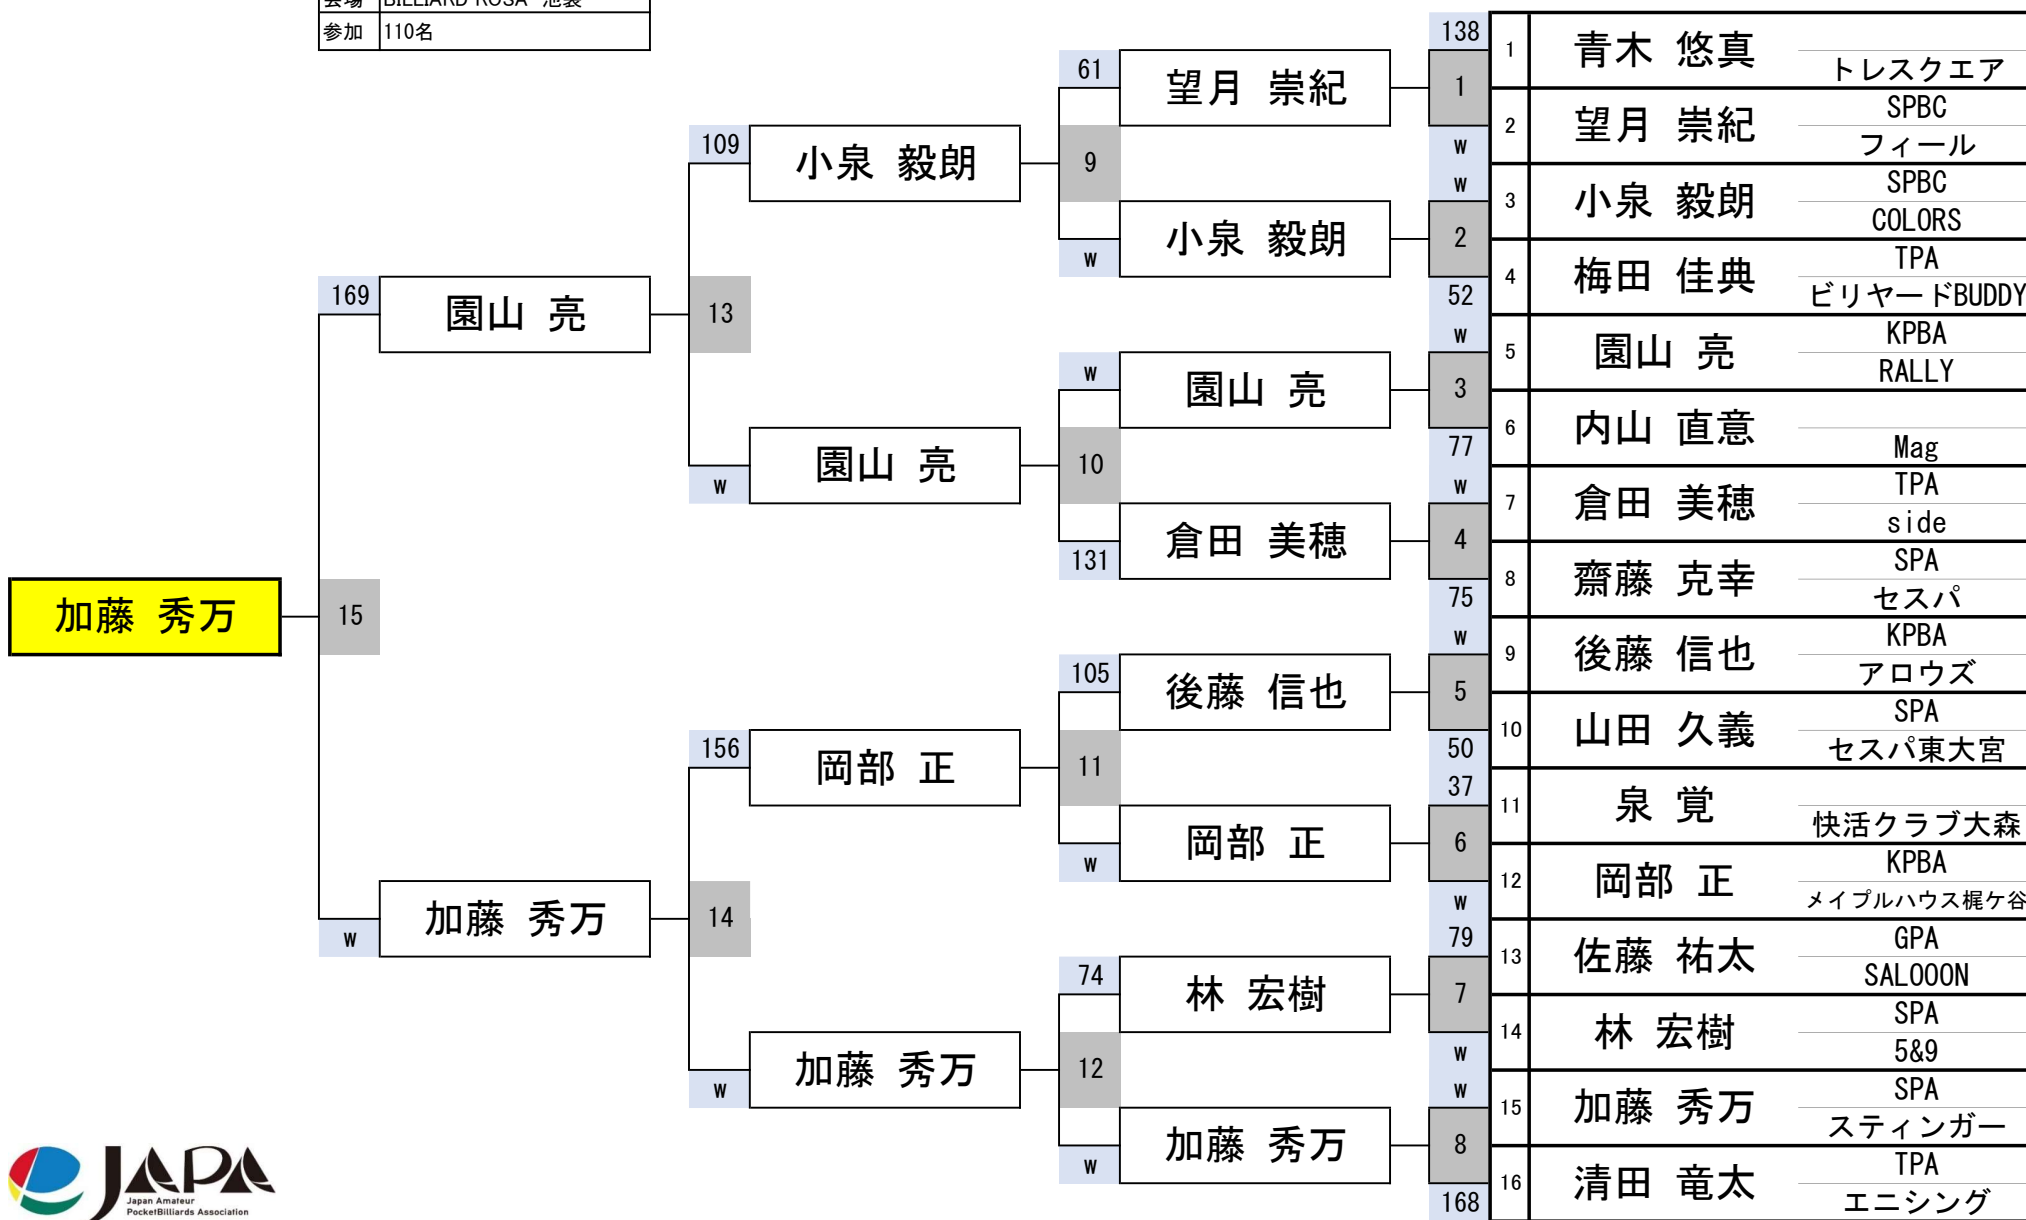 会場 BILLIARD ROSA 池袋
参加 110名
138
1 青木 悠真 トレスクエア
1
2 望月 崇紀 SPBC
フィール
W
W
3 小泉 毅朗 SPBC
COLORS
2
4 梅田 佳典 TPA
ビリヤードBUDDY
52
W
5 園山 亮 KPBA
RALLY
3
6 内山 直意 Mag
77
W
7 倉田 美穂 TPA
side
4
8 齋藤 克幸 SPA
セスパ
75
W
9 後藤 信也 KPBA
アロウズ
5
10 山田 久義 SPA
セスパ東大宮
50
37
11 泉 覚 快活クラブ大森
6
12 岡部 正 KPBA
メイプルハウス梶ケ谷
W
79
13 佐藤 祐太 GPA
SALOOON
7
14 林 宏樹 SPA
5&9
W
W
15 加藤 秀万 SPA
スティンガー
8
16 清田 竜太 TPA
エニシング
168
61 望月 崇紀
9
W 小泉 毅朗
W 園山 亮
10
131 倉田 美穂
105 後藤 信也
11
W 岡部 正
74 林 宏樹
12
W 加藤 秀万
109 小泉 毅朗
13
W 園山 亮
156 岡部 正
14
W 加藤 秀万
169 園山 亮
15
W 加藤 秀万
加藤 秀万
JAPA
Japan Amateur
PocketBilliards Association